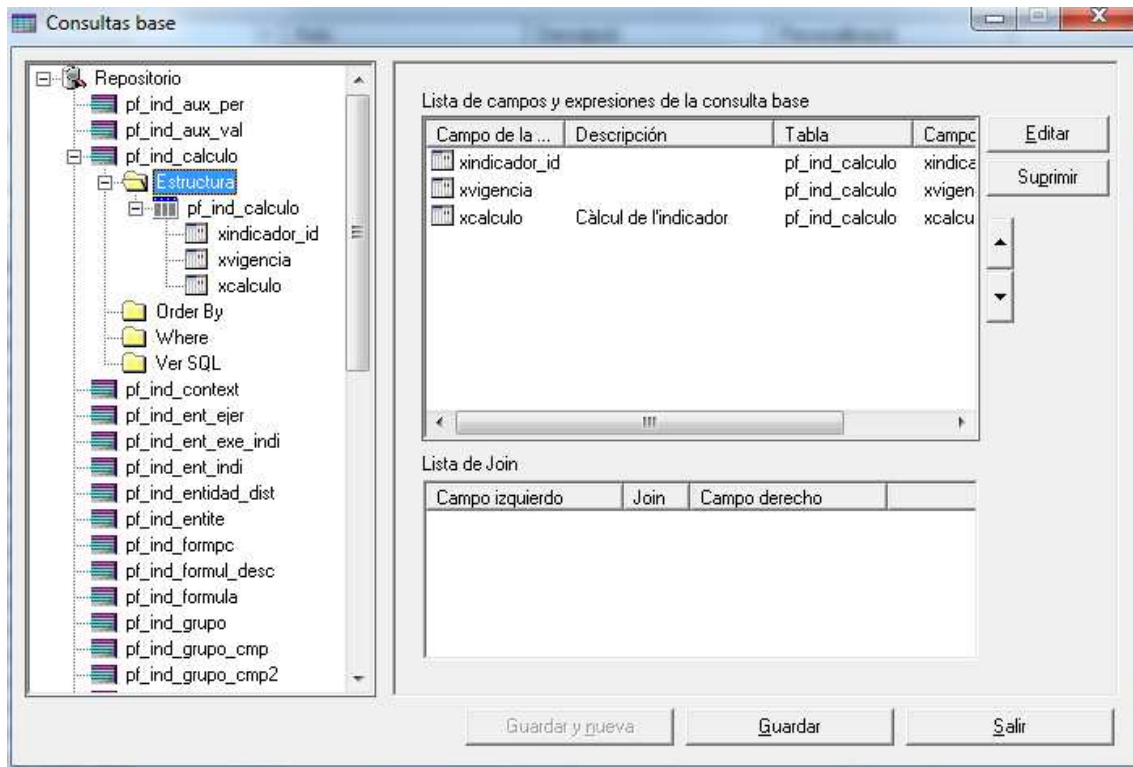 Consultas base
Repositorio
pf_ind_aux_per
pf_ind_aux_val
pf_ind_calculo
Estructura
pf_ind_calculo
xindicador_id
xvigencia
xcalculo
Order By
Where
Ver SQL
pf_ind_context
pf_ind_ent_ejer
pf_ind_ent_exe_indi
pf_ind_ent_indi
pf_ind_entidad_dist
pf_ind_entite
pf_ind_formpc
pf_ind_formul_desc
pf_ind_formula
pf_ind_grupo
pf_ind_grupo_cmp
pf_ind_grupo_cmp2
Lista de campos y expresiones de la consulta base
Campo de la ... Descripción Tabla Campo
xindicador_id pf_ind_calculo xindica
xvigencia pf_ind_calculo xvigen
xcalculo Càlcul de l'indicador pf_ind_calculo xcalcu
Editar
Suprimir
Lista de Join
Campo izquierdo Join Campo derecho
Guardar y nueva Guardar Salir